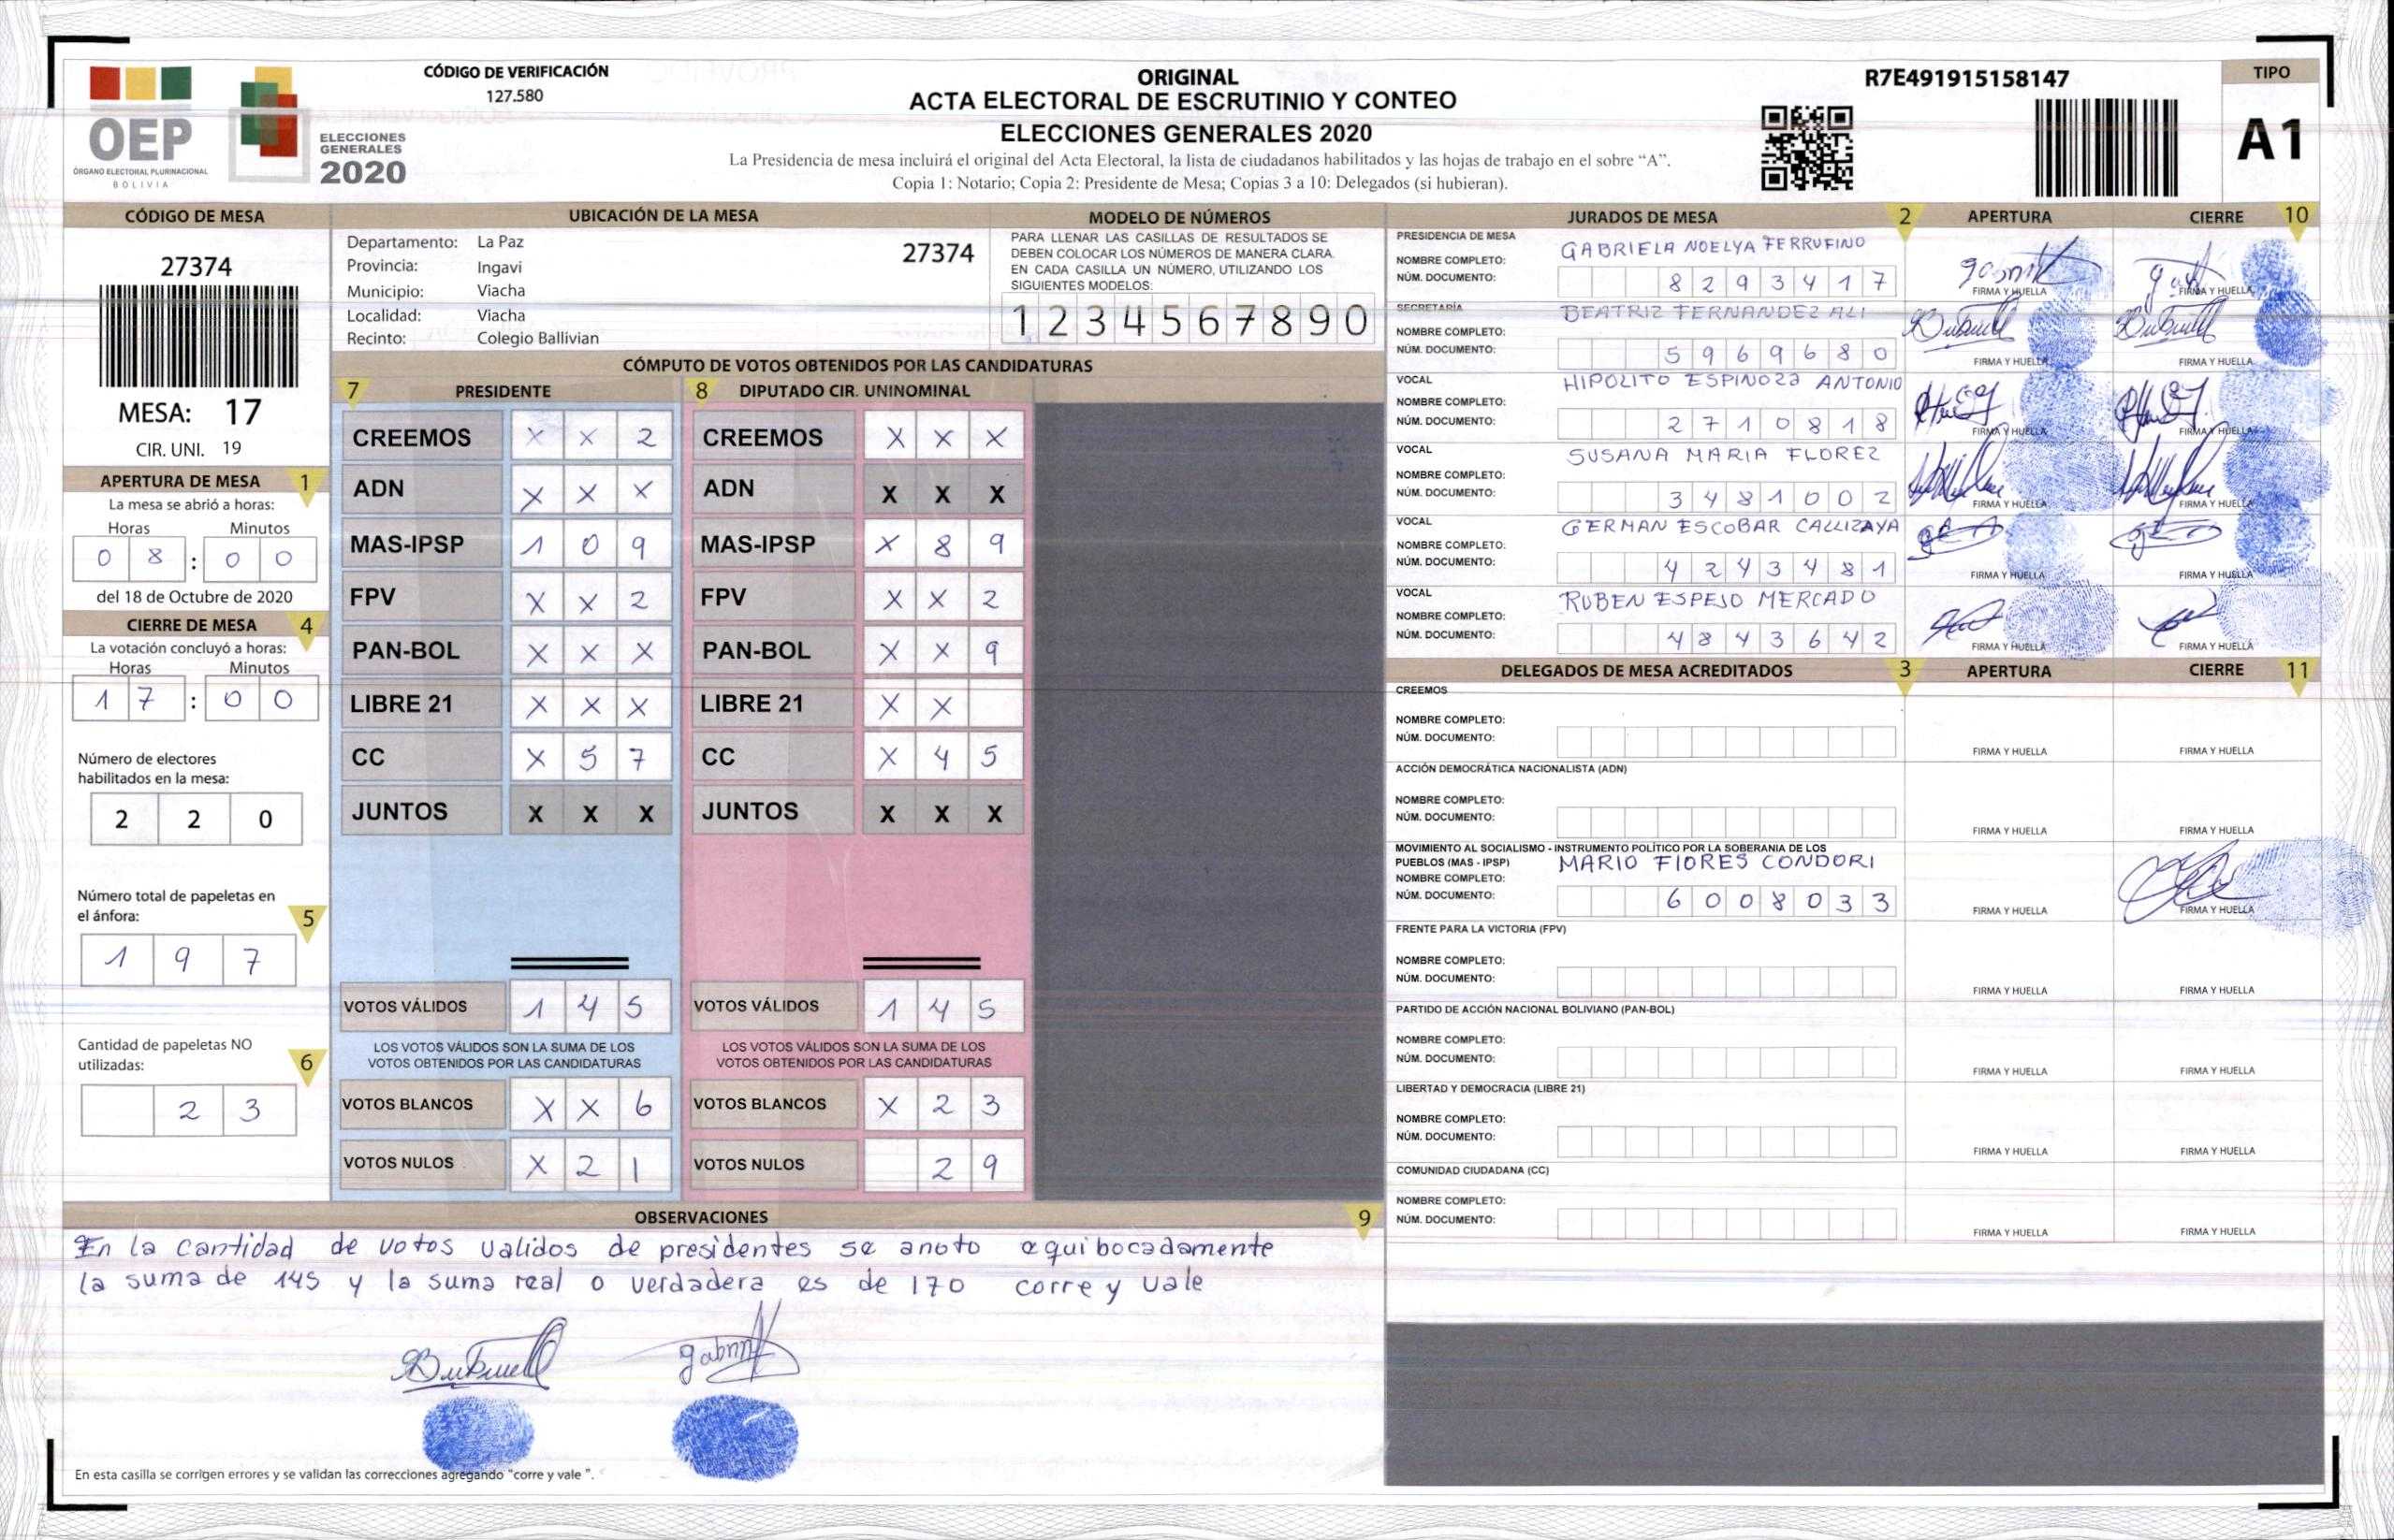 OEP
ÓRGANO ELECTORAL PLURINACIONAL
BOLIVIA
ELECCIONES
GENERALES
2020
CÓDIGO DE VERIFICACIÓN
127.580
ORIGINAL
ACTA ELECTORAL DE ESCRUTINIO Y CONTEO
ELECCIONES GENERALES 2020
La Presidencia de mesa incluirá el original del Acta Electoral, la lista de ciudadanos habilitados y las hojas de trabajo en el sobre “A”.
Copia 1: Notario; Copia 2: Presidente de Mesa; Copias 3 a 10: Delegados (si hubieran).
R7E491915158147
TIPO
A1
CÓDIGO DE MESA
27374
MESA: 17
CIR. UNI. 19
APERTURA DE MESA 1
La mesa se abrió a horas:
Horas Minutos
0 8 : 0 0
del 18 de Octubre de 2020
CIERRE DE MESA 4
La votación concluyó a horas:
Horas Minutos
1 7 : 0 0
Número de electores
habilitados en la mesa:
2 2 0
Número total de papeletas en
el ánfora: 5
1 9 7
Cantidad de papeletas NO
utilizadas: 6
2 3
UBICACIÓN DE LA MESA
Departamento: La Paz 27374
Provincia: Ingavi
Municipio: Viacha
Localidad: Viacha
Recinto: Colegio Ballivian
MODELO DE NÚMEROS
PARA LLENAR LAS CASILLAS DE RESULTADOS SE
DEBEN COLOCAR LOS NÚMEROS DE MANERA CLARA.
EN CADA CASILLA UN NÚMERO, UTILIZANDO LOS
SIGUIENTES MODELOS:
1 2 3 4 5 6 7 8 9 0
CÓMPUTO DE VOTOS OBTENIDOS POR LAS CANDIDATURAS
7 PRESIDENTE 8 DIPUTADO CIR. UNINOMINAL
CREEMOS X X 2 CREEMOS X X X
ADN X X X ADN X X X
MAS-IPSP 1 0 9 MAS-IPSP X 8 9
FPV X X 2 FPV X X 2
PAN-BOL X X X PAN-BOL X X 9
LIBRE 21 X X X LIBRE 21 X X
CC X 5 7 CC X 4 5
JUNTOS X X X JUNTOS X X X
VOTOS VÁLIDOS 1 4 5 VOTOS VÁLIDOS 1 4 5
LOS VOTOS VÁLIDOS SON LA SUMA DE LOS LOS VOTOS VÁLIDOS SON LA SUMA DE LOS
VOTOS OBTENIDOS POR LAS CANDIDATURAS VOTOS OBTENIDOS POR LAS CANDIDATURAS
VOTOS BLANCOS X X 6 VOTOS BLANCOS X 2 3
VOTOS NULOS X 2 1 VOTOS NULOS 2 9
OBSERVACIONES 9
En la cantidad de votos validos de presidentes se anoto equibocadamente
la suma de 145 y la suma real o verdadera es de 170 corre y vale
En esta casilla se corrigen errores y se validan las correcciones agregando “corre y vale”.
JURADOS DE MESA 2 APERTURA CIERRE 10
PRESIDENCIA DE MESA
NOMBRE COMPLETO: GABRIELA NOELYA FERRUFINO
NÚM. DOCUMENTO: 8 2 9 3 4 1 7
FIRMA Y HUELLA FIRMA Y HUELLA
SECRETARÍA
NOMBRE COMPLETO: BEATRIZ FERNANDEZ ALI
NÚM. DOCUMENTO: 5 9 6 9 6 8 0
FIRMA Y HUELLA FIRMA Y HUELLA
VOCAL
NOMBRE COMPLETO: HIPOLITO ESPINOZA ANTONIO
NÚM. DOCUMENTO: 2 7 1 0 8 1 8
FIRMA Y HUELLA FIRMA Y HUELLA
VOCAL
NOMBRE COMPLETO: SUSANA MARIA FLOREZ
NÚM. DOCUMENTO: 3 4 8 1 0 0 2
FIRMA Y HUELLA FIRMA Y HUELLA
VOCAL
NOMBRE COMPLETO: GERMAN ESCOBAR CALLIZAYA
NÚM. DOCUMENTO: 4 2 4 3 4 8 1
FIRMA Y HUELLA FIRMA Y HUELLA
VOCAL
NOMBRE COMPLETO: RUBEN ESPEJO MERCADO
NÚM. DOCUMENTO: 4 8 4 3 6 4 2
FIRMA Y HUELLA FIRMA Y HUELLA
DELEGADOS DE MESA ACREDITADOS 3 APERTURA CIERRE 11
CREEMOS
NOMBRE COMPLETO:
NÚM. DOCUMENTO:
FIRMA Y HUELLA FIRMA Y HUELLA
ACCIÓN DEMOCRÁTICA NACIONALISTA (ADN)
NOMBRE COMPLETO:
NÚM. DOCUMENTO:
FIRMA Y HUELLA FIRMA Y HUELLA
MOVIMIENTO AL SOCIALISMO - INSTRUMENTO POLÍTICO POR LA SOBERANIA DE LOS
PUEBLOS (MAS - IPSP) MARIO FlORES CONDORI
NOMBRE COMPLETO:
NÚM. DOCUMENTO: 6 0 0 8 0 3 3
FIRMA Y HUELLA FIRMA Y HUELLA
FRENTE PARA LA VICTORIA (FPV)
NOMBRE COMPLETO:
NÚM. DOCUMENTO:
FIRMA Y HUELLA FIRMA Y HUELLA
PARTIDO DE ACCIÓN NACIONAL BOLIVIANO (PAN-BOL)
NOMBRE COMPLETO:
NÚM. DOCUMENTO:
FIRMA Y HUELLA FIRMA Y HUELLA
LIBERTAD Y DEMOCRACIA (LIBRE 21)
NOMBRE COMPLETO:
NÚM. DOCUMENTO:
FIRMA Y HUELLA FIRMA Y HUELLA
COMUNIDAD CIUDADANA (CC)
NOMBRE COMPLETO:
NÚM. DOCUMENTO:
FIRMA Y HUELLA FIRMA Y HUELLA